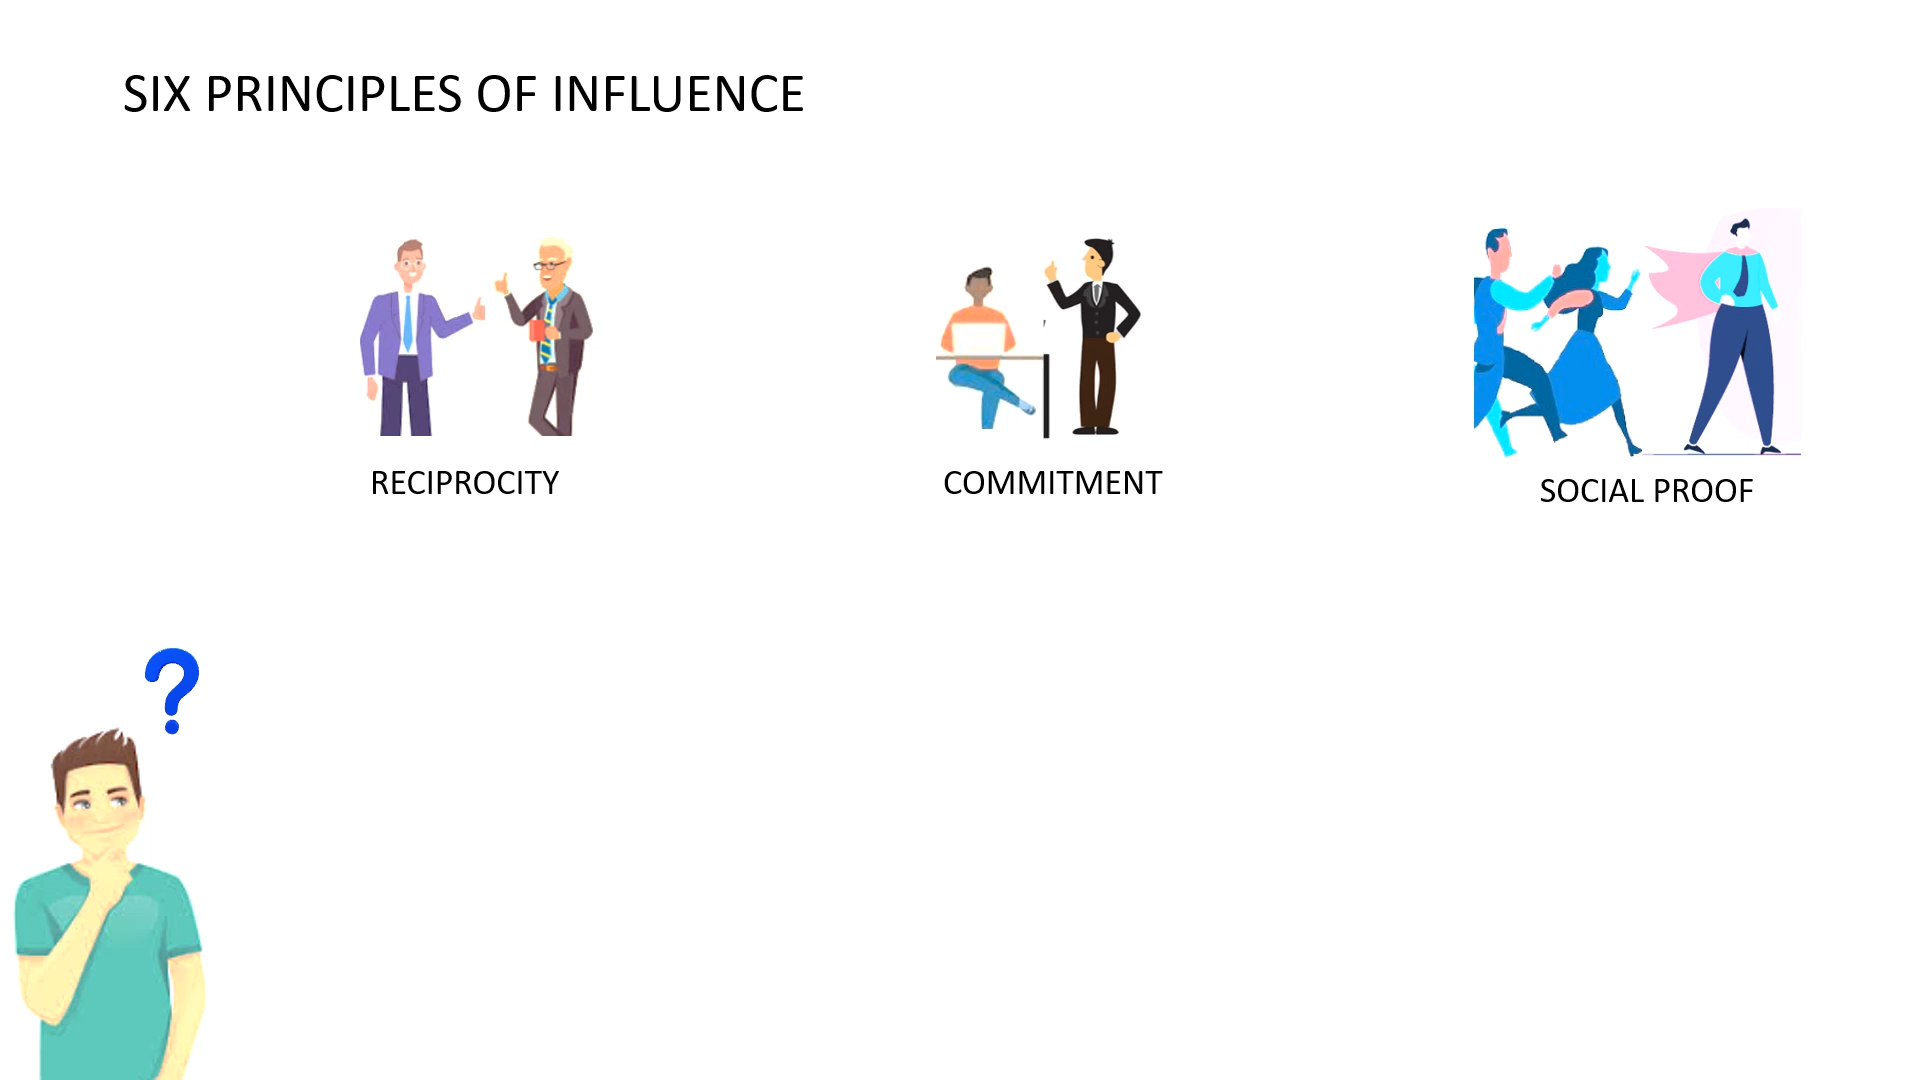 SIX PRINCIPLES OF INFLUENCE
RECIPROCITY
COMMITMENT
SOCIAL PROOF
?